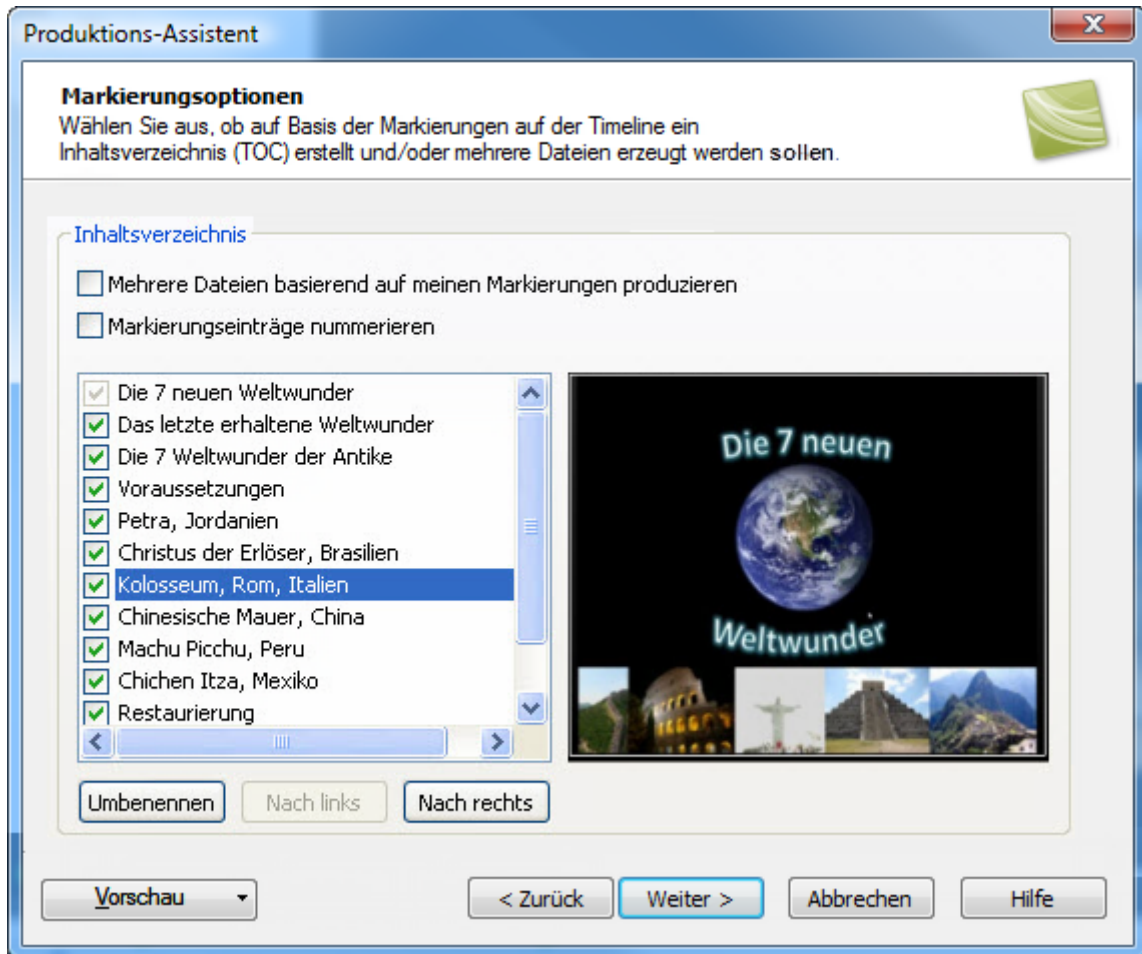 Produktions-Assistent
Markierungsoptionen
Wählen Sie aus, ob auf Basis der Markierungen auf der Timeline ein
Inhaltsverzeichnis (TOC) erstellt und/oder mehrere Dateien erzeugt werden sollen.
Inhaltsverzeichnis
Mehrere Dateien basierend auf meinen Markierungen produzieren
Markierungseinträge nummerieren
Die 7 neuen Weltwunder
Das letzte erhaltene Weltwunder
Die 7 Weltwunder der Antike
Voraussetzungen
Petra, Jordanien
Christus der Erlöser, Brasilien
Kolosseum, Rom, Italien
Chinesische Mauer, China
Machu Picchu, Peru
Chichen Itza, Mexiko
Restaurierung
Die 7 neuen
Weltwunder
Umbenennen Nach links Nach rechts
Vorschau < Zurück Weiter > Abbrechen Hilfe